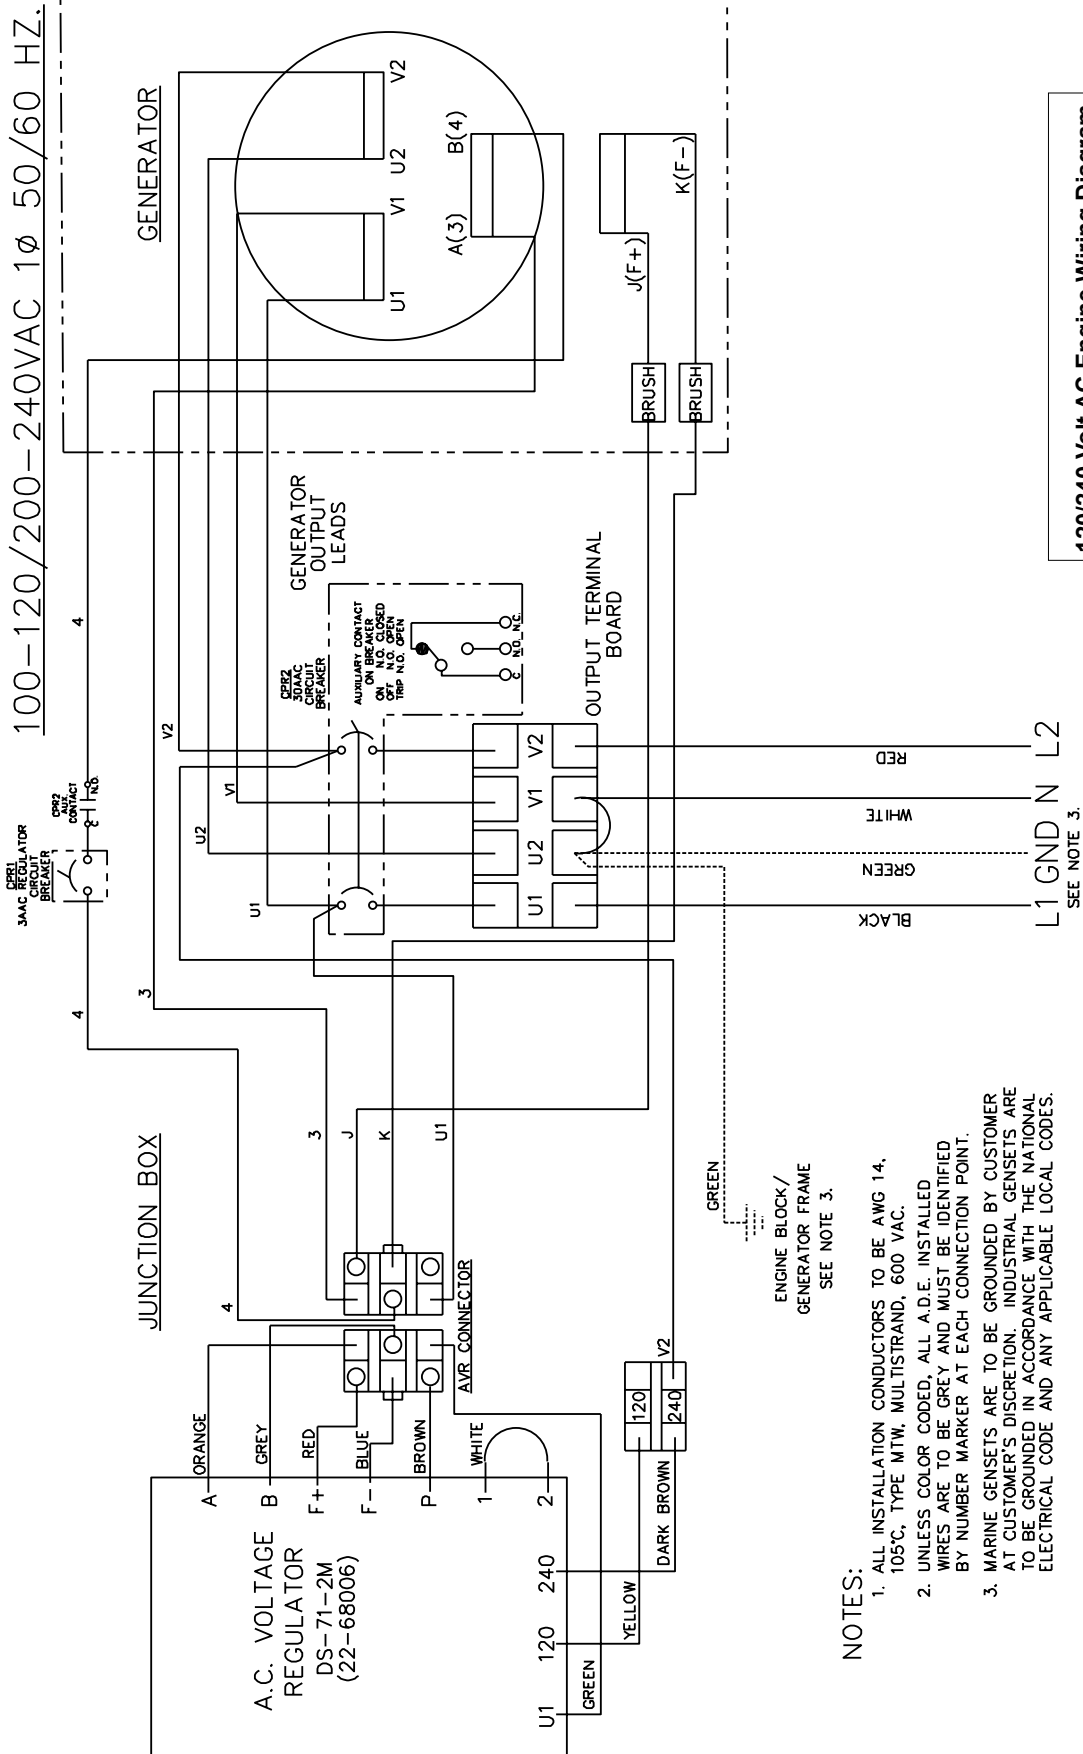 100-120/200-240VAC 1ø 50/60 HZ.
JUNCTION BOX
GENERATOR
CPR1
3AAC REGULATOR
CIRCUIT
BREAKER
CPR2
AUX.
CONTACT
C
N.O.
4
4
4
3
3
V2
V1
U2
U1
GENERATOR
OUTPUT
LEADS
CPR2
30AAC
CIRCUIT
BREAKER
AUXILIARY CONTACT
ON BREAKER
ON N.O. CLOSED
OFF N.O. OPEN
TRIP N.O. OPEN
C
N.O.
N.C.
U1
V1
U2
V2
A(3)
B(4)
J(F+)
K(F-)
BRUSH
BRUSH
A.C. VOLTAGE
REGULATOR
DS-71-2M
(22-68006)
A
B
F+
F-
P
1
2
U1
120
240
ORANGE
GREY
RED
BLUE
BROWN
WHITE
GREEN
YELLOW
DARK BROWN
AVR CONNECTOR
J
K
U1
120
240
V2
OUTPUT TERMINAL
BOARD
U1
U2
V1
V2
BLACK
GREEN
WHITE
RED
L1 GND N L2
SEE NOTE 3.
GREEN
ENGINE BLOCK/
GENERATOR FRAME
SEE NOTE 3.
NOTES:
1. ALL INSTALLATION CONDUCTORS TO BE AWG 14,
105°C, TYPE MTW, MULTISTRAND, 600 VAC.
2. UNLESS COLOR CODED, ALL A.D.E. INSTALLED
WIRES ARE TO BE GREY AND MUST BE IDENTIFIED
BY NUMBER MARKER AT EACH CONNECTION POINT.
3. MARINE GENSETS ARE TO BE GROUNDED BY CUSTOMER
AT CUSTOMER'S DISCRETION. INDUSTRIAL GENSETS ARE
TO BE GROUNDED IN ACCORDANCE WITH THE NATIONAL
ELECTRICAL CODE AND ANY APPLICABLE LOCAL CODES.
120/240 Volt AC Engine Wiring Diagram